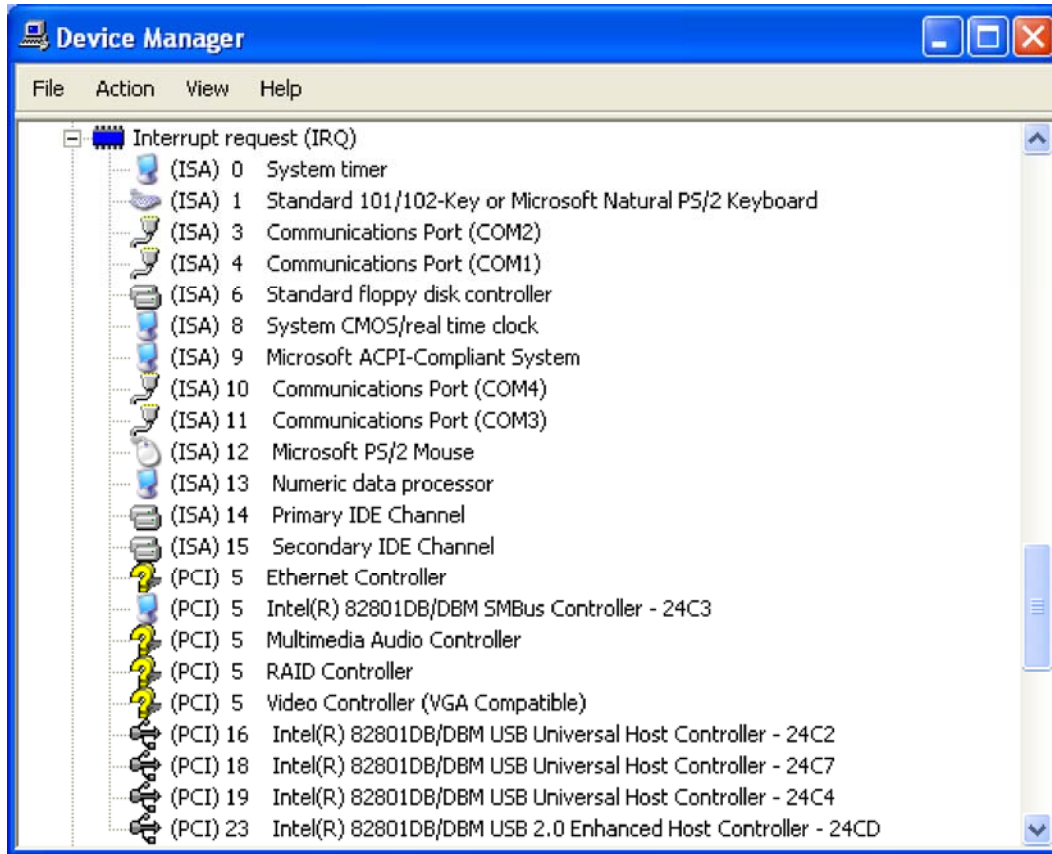 Device Manager
File Action View Help
Interrupt request (IRQ)
(ISA) 0 System timer
(ISA) 1 Standard 101/102-Key or Microsoft Natural PS/2 Keyboard
(ISA) 3 Communications Port (COM2)
(ISA) 4 Communications Port (COM1)
(ISA) 6 Standard floppy disk controller
(ISA) 8 System CMOS/real time clock
(ISA) 9 Microsoft ACPI-Compliant System
(ISA) 10 Communications Port (COM4)
(ISA) 11 Communications Port (COM3)
(ISA) 12 Microsoft PS/2 Mouse
(ISA) 13 Numeric data processor
(ISA) 14 Primary IDE Channel
(ISA) 15 Secondary IDE Channel
(PCI) 5 Ethernet Controller
(PCI) 5 Intel(R) 82801DB/DBM SMBus Controller - 24C3
(PCI) 5 Multimedia Audio Controller
(PCI) 5 RAID Controller
(PCI) 5 Video Controller (VGA Compatible)
(PCI) 16 Intel(R) 82801DB/DBM USB Universal Host Controller - 24C2
(PCI) 18 Intel(R) 82801DB/DBM USB Universal Host Controller - 24C7
(PCI) 19 Intel(R) 82801DB/DBM USB Universal Host Controller - 24C4
(PCI) 23 Intel(R) 82801DB/DBM USB 2.0 Enhanced Host Controller - 24CD